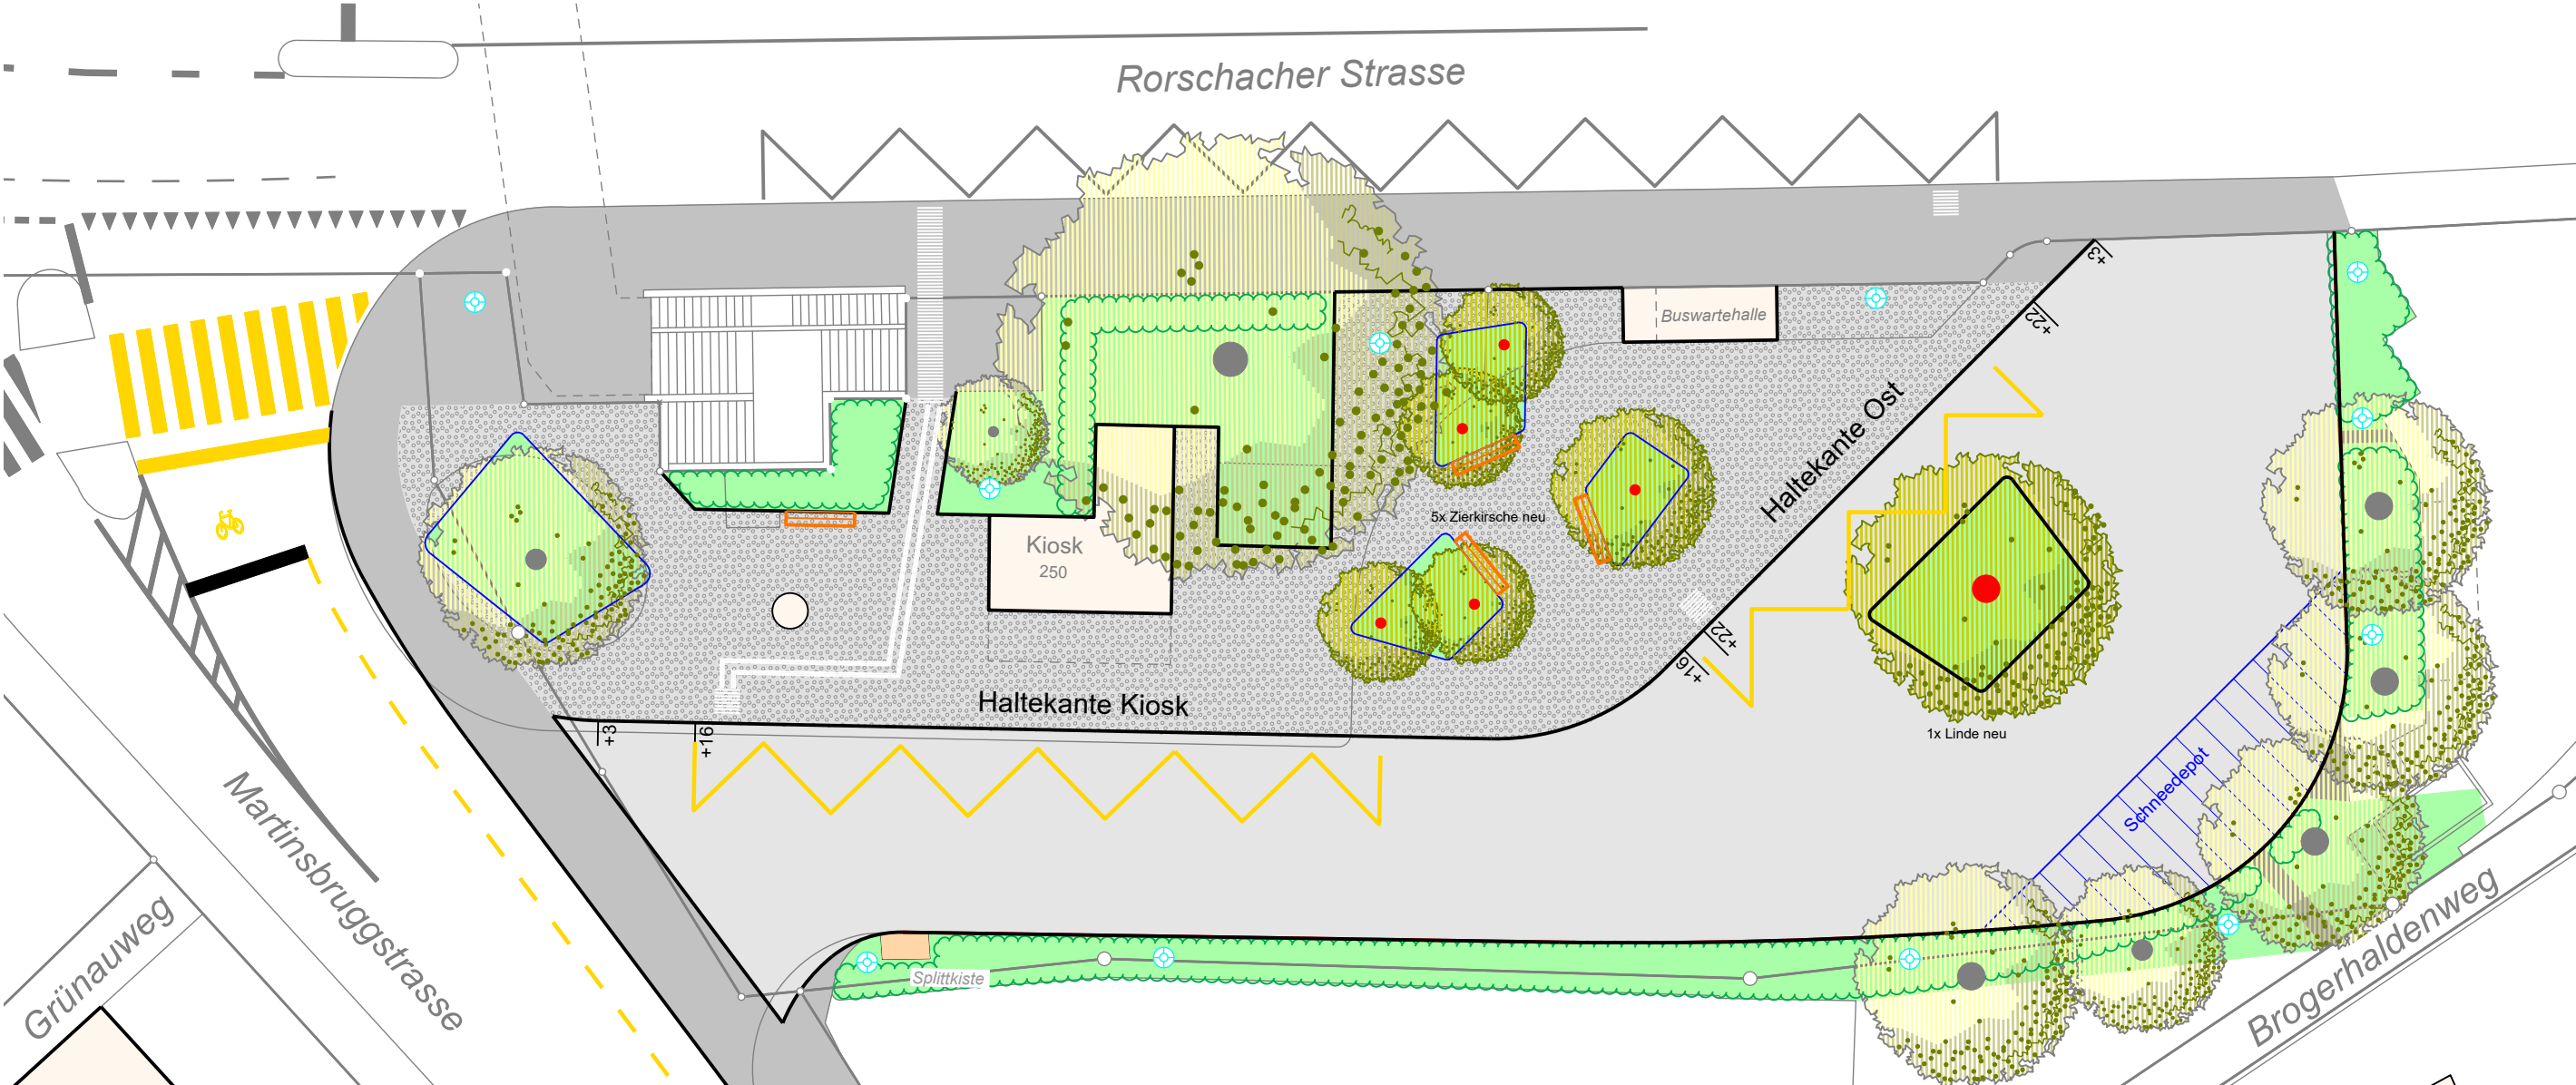 Rorschacher Strasse
+3
Buswartehalle
+22
Haltekante Ost
5x Zierkirsche neu
Kiosk
250
+22
+16
Haltekante Kiosk
+3
+16
1x Linde neu
Schneedepot
Martinsbruggstrasse
Grünauweg
Splittkiste
Brogerhaldenweg